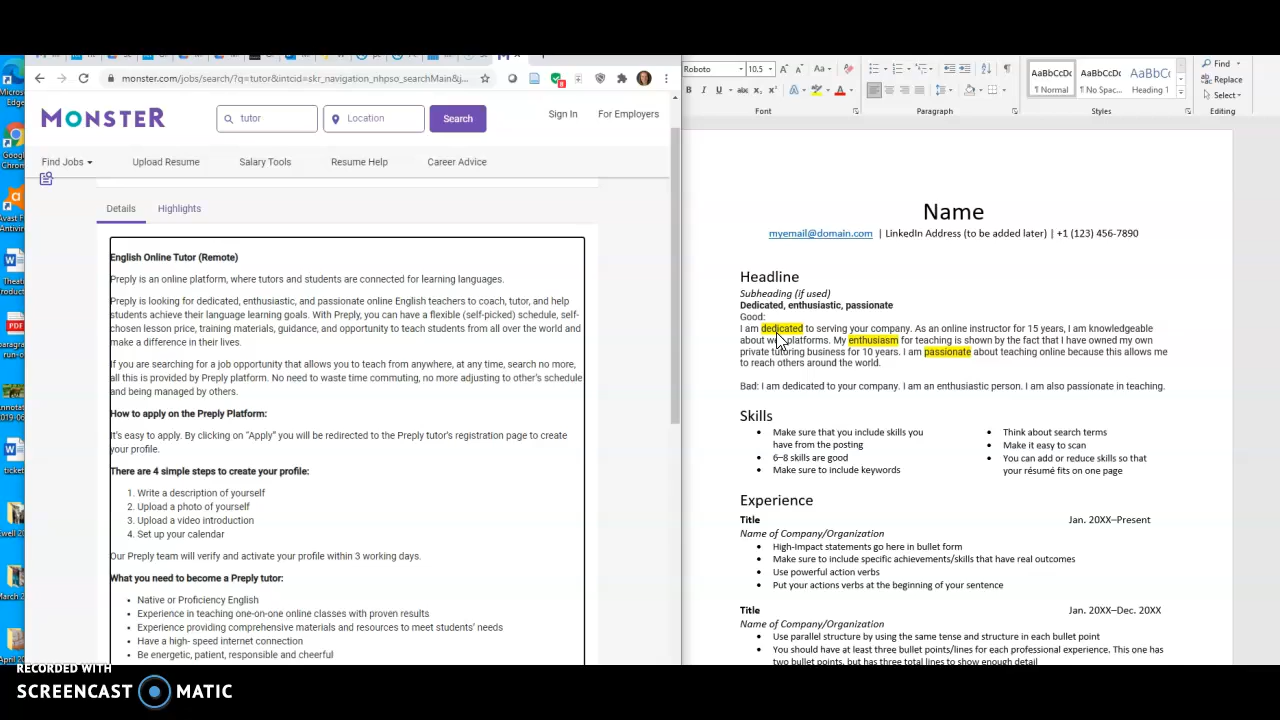 monster.com/jobs/search/?q=tutor&intcid=skr_navigation_nhpso_searchMain&j...
MONSTER
tutor
Location
Search
Sign In
For Employers
Find Jobs
Upload Resume
Salary Tools
Resume Help
Career Advice
Details
Highlights
English Online Tutor (Remote)
Preply is an online platform, where tutors and students are connected for learning languages.
Preply is looking for dedicated, enthusiastic, and passionate online English teachers to coach, tutor, and help
students achieve their language learning goals. With Preply, you can have a flexible (self-picked) schedule, self-
chosen lesson price, training materials, guidance, and opportunity to teach students from all over the world and
make a difference in their lives.
If you are searching for a job opportunity that allows you to teach from anywhere, at any time, search no more,
all this is provided by Preply platform. No need to waste time commuting, no more adjusting to other's schedule
and being managed by others.
How to apply on the Preply Platform:
It's easy to apply. By clicking on "Apply" you will be redirected to the Preply tutor's registration page to create
your profile.
There are 4 simple steps to create your profile:
1. Write a description of yourself
2. Upload a photo of yourself
3. Upload a video introduction
4. Set up your calendar
Our Preply team will verify and activate your profile within 3 working days.
What you need to become a Preply tutor:
• Native or Proficiency English
• Experience in teaching one-on-one online classes with proven results
• Experience providing comprehensive materials and resources to meet students' needs
• Have a high- speed internet connection
• Be energetic, patient, responsible and cheerful
Roboto
10.5
Font
Paragraph
AaBbCcDc
¶ Normal
AaBbCcDc
¶ No Spac...
AaBbCcC
Heading 1
Styles
Find
Replace
Select
Editing
Name
myemail@domain.com | LinkedIn Address (to be added later) | +1 (123) 456-7890
Headline
Subheading (if used)
Dedicated, enthusiastic, passionate
Good:
I am dedicated to serving your company. As an online instructor for 15 years, I am knowledgeable
about platforms. My enthusiasm for teaching is shown by the fact that I have owned my own
private tutoring business for 10 years. I am passionate about teaching online because this allows me
to reach others around the world.
Bad: I am dedicated to your company. I am an enthusiastic person. I am also passionate in teaching.
Skills
• Make sure that you include skills you
have from the posting
• 6–8 skills are good
• Make sure to include keywords
• Think about search terms
• Make it easy to scan
• You can add or reduce skills so that
your résumé fits on one page
Experience
Title
Jan. 20XX–Present
Name of Company/Organization
• High-Impact statements go here in bullet form
• Make sure to include specific achievements/skills that have real outcomes
• Use powerful action verbs
• Put your actions verbs at the beginning of your sentence
Title
Jan. 20XX–Dec. 20XX
Name of Company/Organization
• Use parallel structure by using the same tense and structure in each bullet point
• You should have at least three bullet points/lines for each professional experience. This one has
two bullet points, but has three total lines to show enough detail
RECORDED WITH
SCREENCAST MATIC